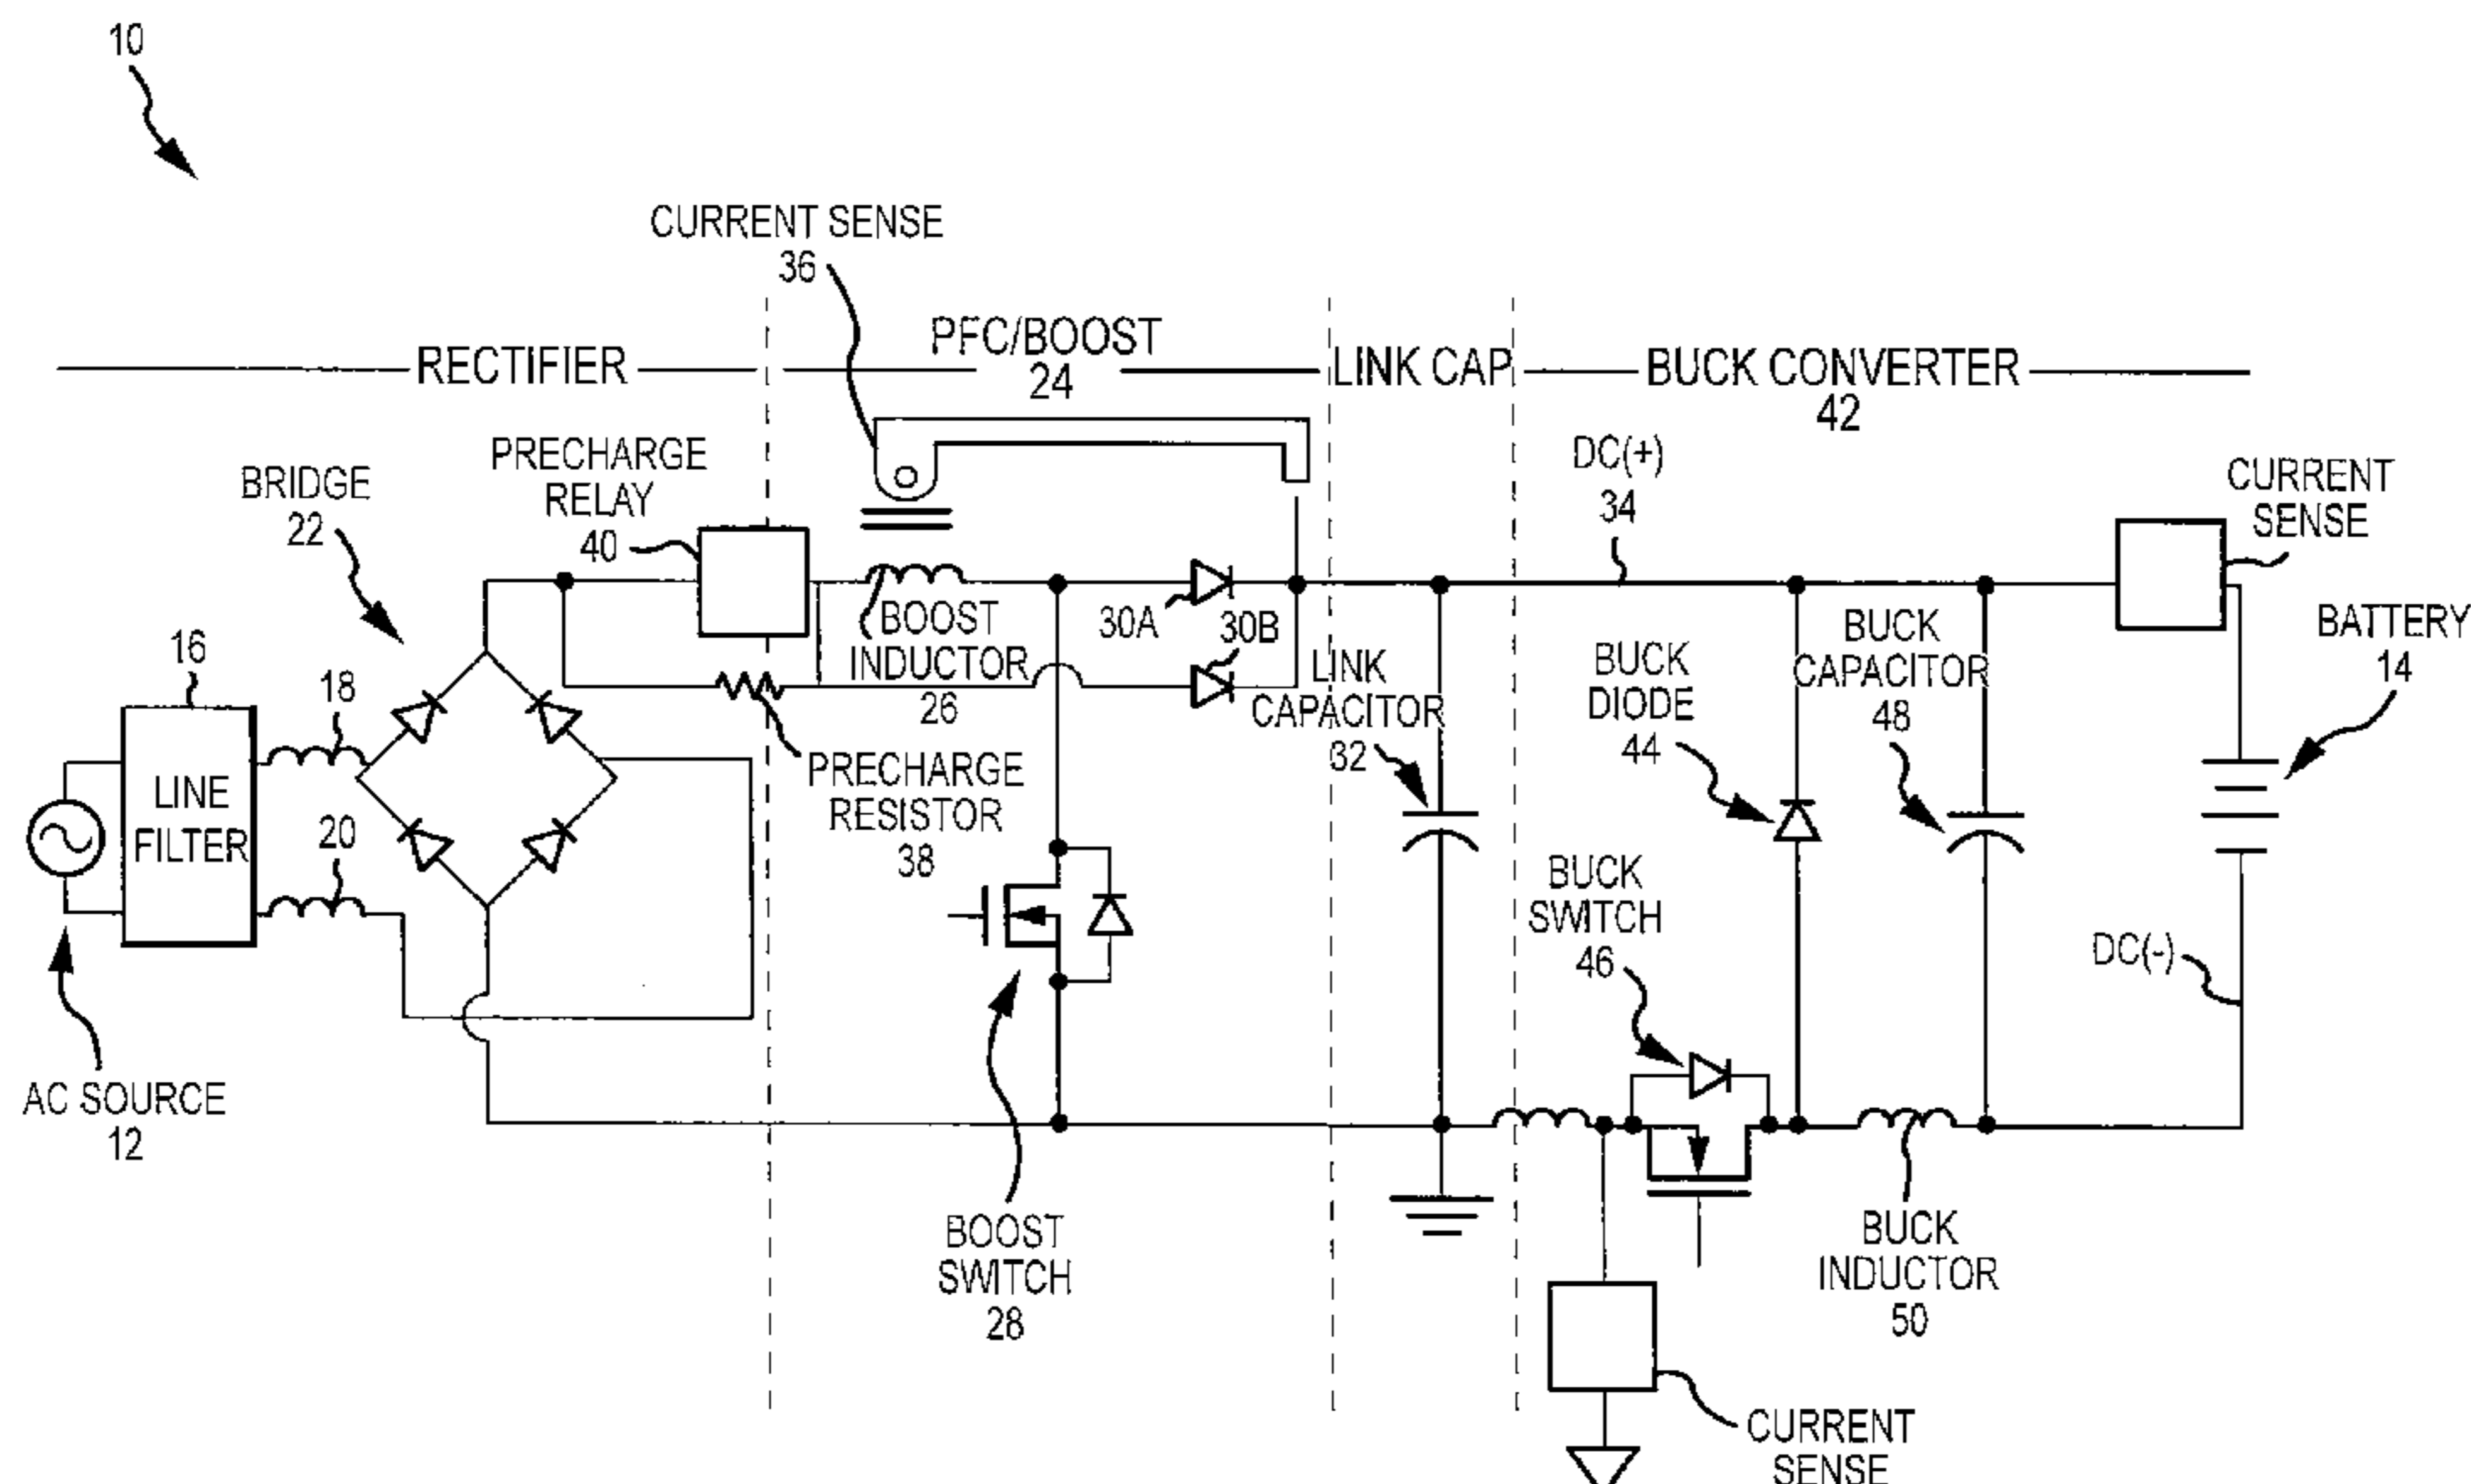 10
CURRENT SENSE
36
RECTIFIER
PFC/BOOST
24
LINK CAP
BUCK CONVERTER
42
BRIDGE
22
PRECHARGE
RELAY
40
DC(+)
34
CURRENT
SENSE
BATTERY
14
16
18
LINE
FILTER
20
BOOST
INDUCTOR
26
30A
30B
LINK
CAPACITOR
32
BUCK
DIODE
44
BUCK
CAPACITOR
48
PRECHARGE
RESISTOR
38
BUCK
SWITCH
46
DC(-)
AC SOURCE
12
BOOST
SWITCH
28
BUCK
INDUCTOR
50
CURRENT
SENSE